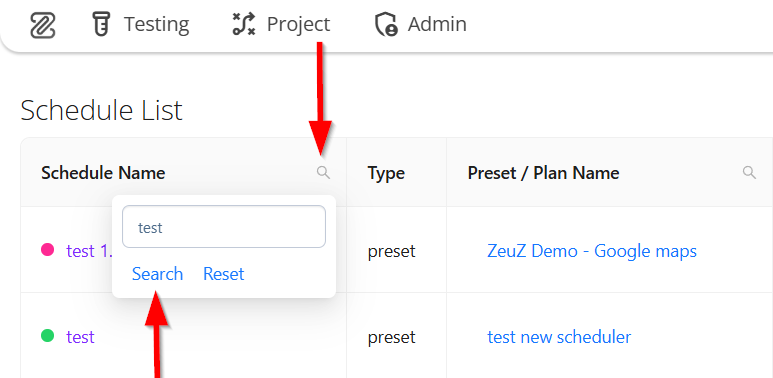 Testing Project Admin
Schedule List
Schedule Name Type Preset / Plan Name
test
test 1. preset ZeuZ Demo - Google maps
Search Reset
test preset test new scheduler